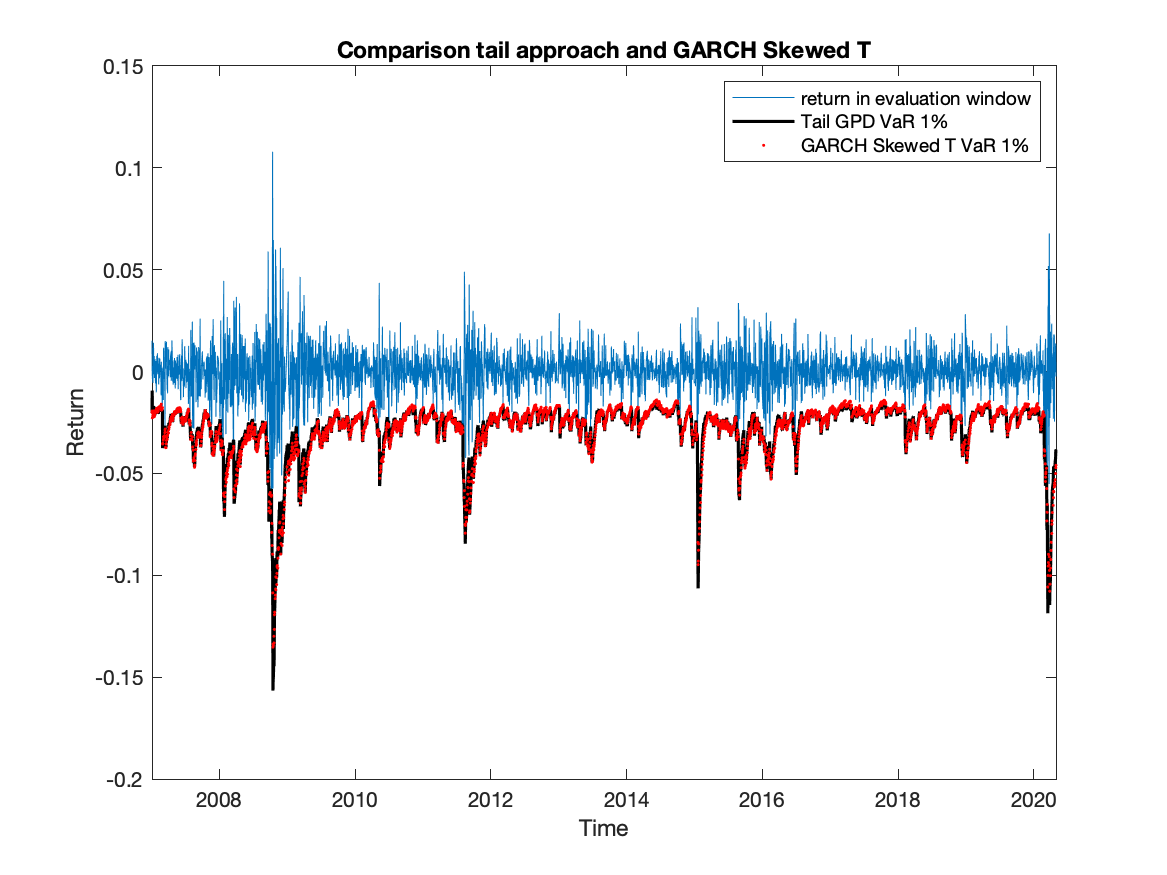 Comparison tail approach and GARCH Skewed T
0.15
return in evaluation window
Tail GPD VaR 1%
GARCH Skewed T VaR 1%
0.1
0.05
0
Return
-0.05
-0.1
-0.15
-0.2
2008 2010 2012 2014 2016 2018 2020
Time